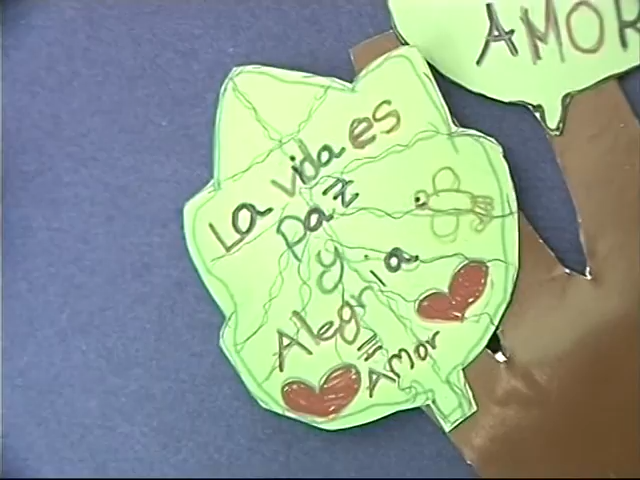 AMOR
La vida es
paz
y
Alegria
= Amor